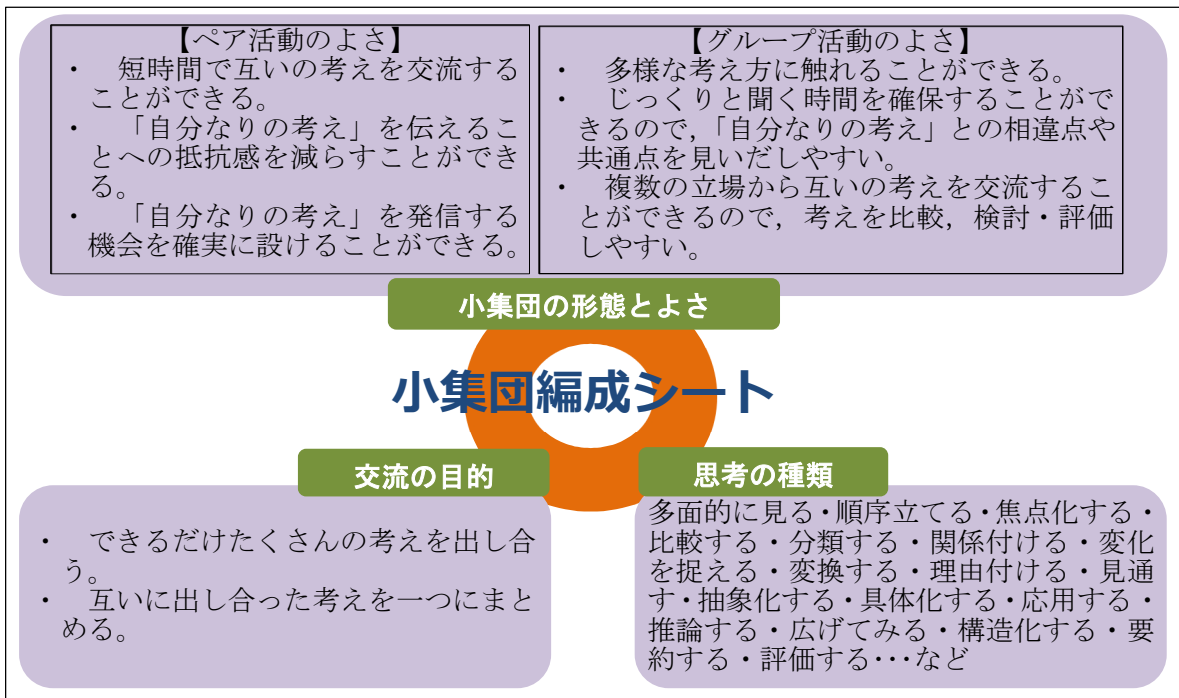 【ペア活動のよさ】
・ 短時間で互いの考えを交流する
ことができる。
・ 「自分なりの考え」を伝えるこ
とへの抵抗感を減らすことができ
る。
・ 「自分なりの考え」を発信する
機会を確実に設けることができる。
【グループ活動のよさ】
・ 多様な考え方に触れることができる。
・ じっくりと聞く時間を確保することがで
きるので，「自分なりの考え」との相違点や
共通点を見いだしやすい。
・ 複数の立場から互いの考えを交流するこ
とができるので，考えを比較，検討・評価
しやすい。
小集団の形態とよさ
小集団編成シート
交流の目的
・ できるだけたくさんの考えを出し合
う。
・ 互いに出し合った考えを一つにまと
める。
思考の種類
多面的に見る・順序立てる・焦点化する・
比較する・分類する・関係付ける・変化
を捉える・変換する・理由付ける・見通
す・抽象化する・具体化する・応用する・
推論する・広げてみる・構造化する・要
約する・評価する・・・など